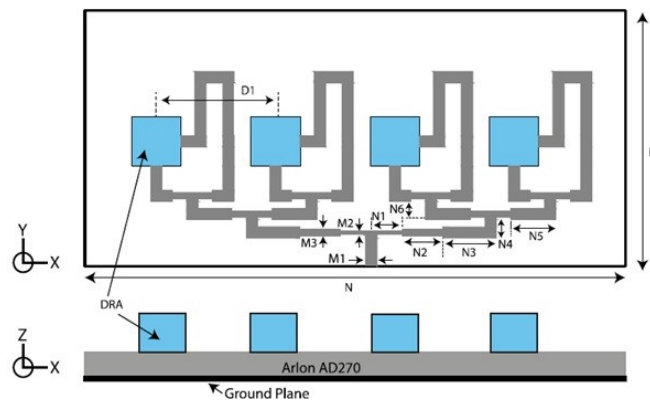 D1
N6
N1
M2
M3
N4
N5
N2
N3
M1
Y
X
N
DRA
Z
X
Arlon AD270
Ground Plane